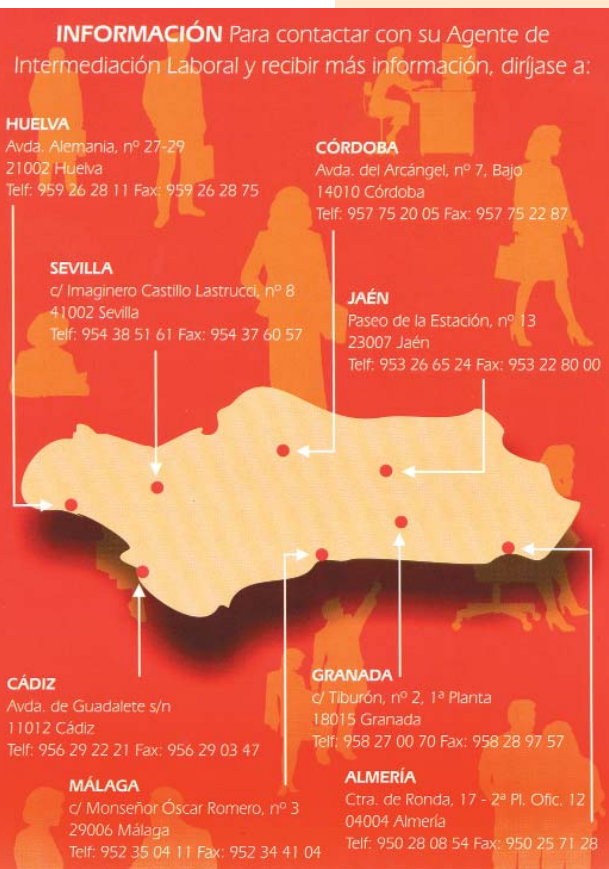 INFORMACIÓN Para contactar con su Agente de
Intermediación Laboral y recibir más información, diríjase a:
HUELVA
Avda. Alemania, nº 27-29
21002 Huelva
Telf: 959 26 28 11 Fax: 959 26 28 75
CÓRDOBA
Avda. del Arcángel, nº 7, Bajo
14010 Córdoba
Telf: 957 75 20 05 Fax: 957 75 22 87
SEVILLA
c/ Imaginero Castillo Lastrucci, nº 8
41002 Sevilla
Telf: 954 38 51 61 Fax: 954 37 60 57
JAÉN
Paseo de la Estación, nº 13
23007 Jaén
Telf: 953 26 65 24 Fax: 953 22 80 00
CÁDIZ
Avda. de Guadalete s/n
11012 Cádiz
Telf: 956 29 22 21 Fax: 956 29 03 47
GRANADA
c/ Tiburón, nº 2, 1ª Planta
18015 Granada
Telf: 958 27 00 70 Fax: 958 28 97 57
MÁLAGA
c/ Monseñor Óscar Romero, nº 3
29006 Málaga
Telf: 952 35 04 11 Fax: 952 34 41 04
ALMERÍA
Ctra. de Ronda, 17 - 2ª Pl. Ofic. 12
04004 Almería
Telf: 950 28 08 54 Fax: 950 25 71 28